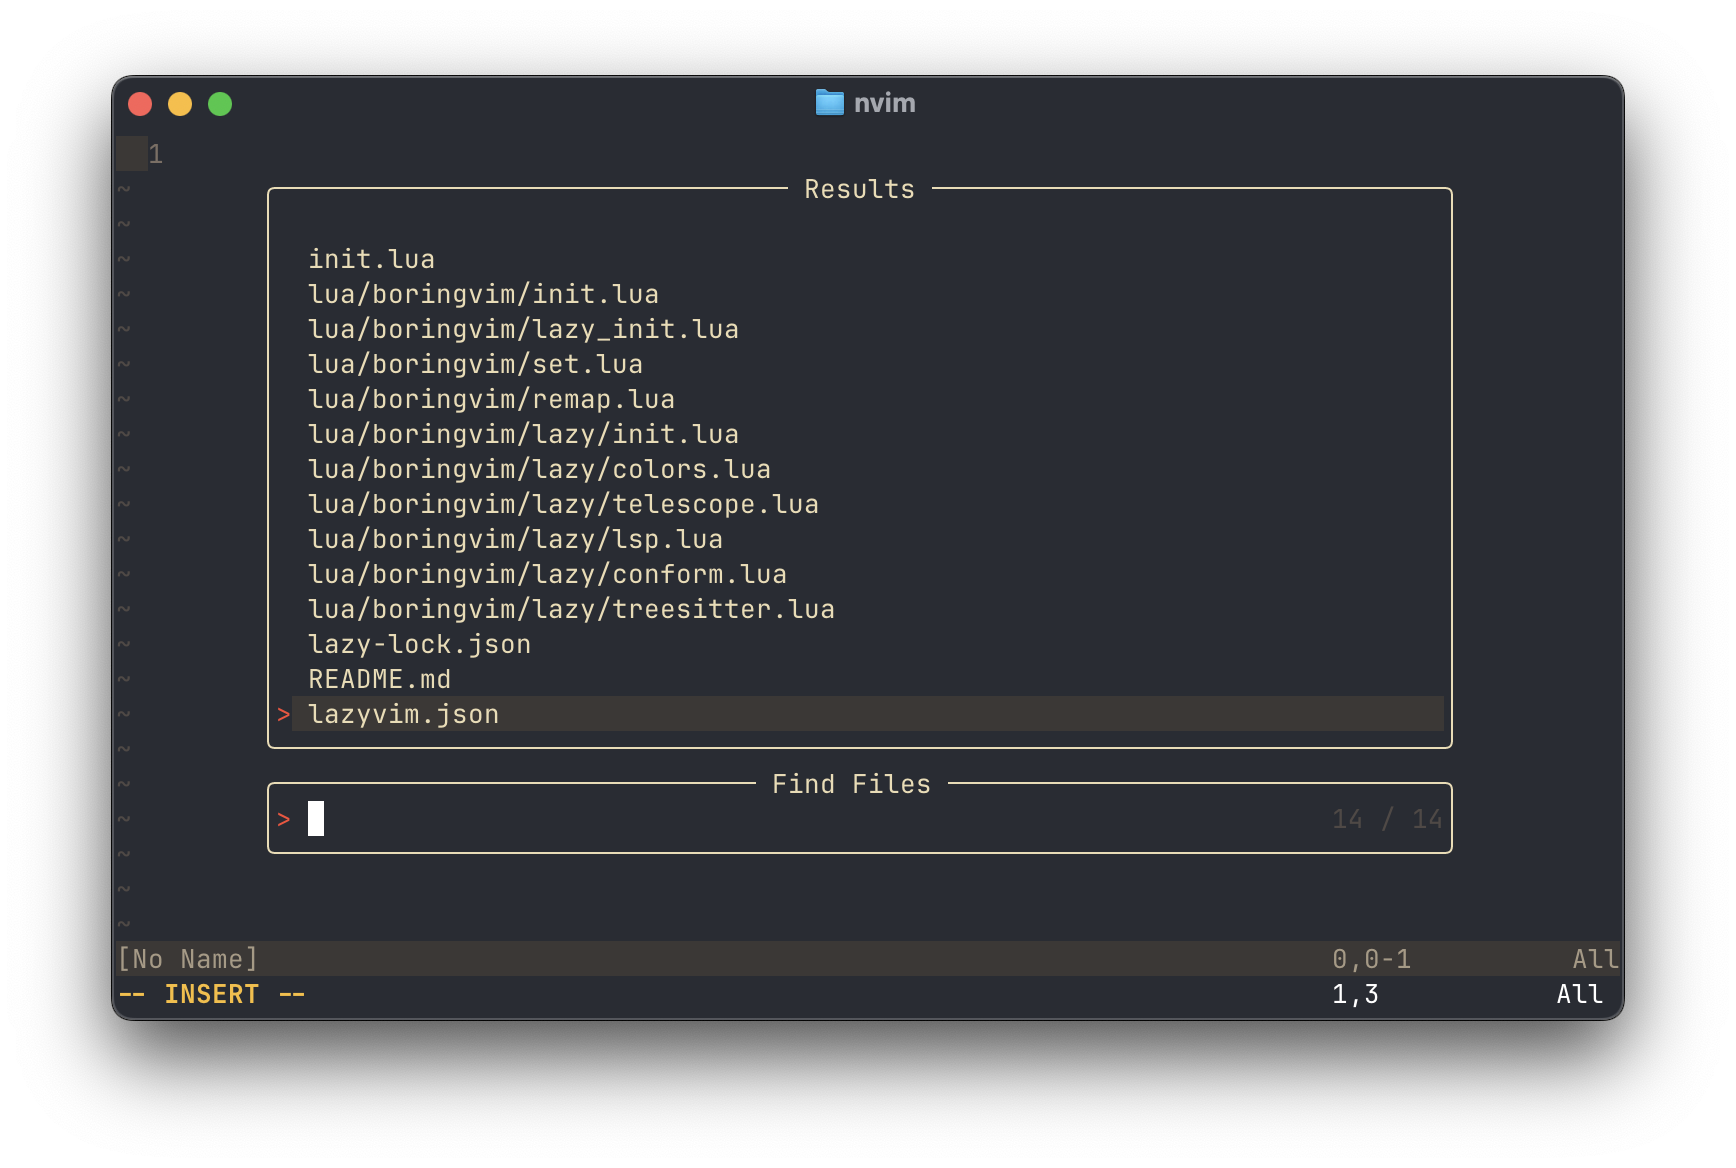 nvim
1
~
~
Results
~
~
init.lua
~
lua/boringvim/init.lua
~
lua/boringvim/lazy_init.lua
~
lua/boringvim/set.lua
~
lua/boringvim/remap.lua
~
lua/boringvim/lazy/init.lua
~
lua/boringvim/lazy/colors.lua
~
lua/boringvim/lazy/telescope.lua
~
lua/boringvim/lazy/lsp.lua
~
lua/boringvim/lazy/conform.lua
~
lua/boringvim/lazy/treesitter.lua
~
lazy-lock.json
~
README.md
~
> lazyvim.json
~
~
Find Files
~
> 14 / 14
~
~
~
[No Name] 0,0-1 All
-- INSERT -- 1,3 All